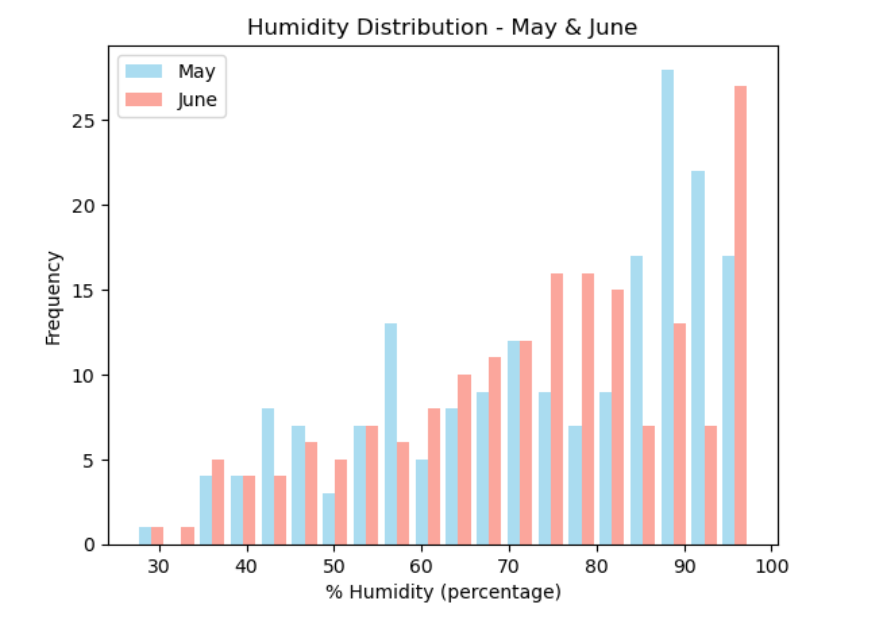 Humidity Distribution - May & June
May
June
25
20
15
10
5
0
Frequency
30 40 50 60 70 80 90 100
% Humidity (percentage)